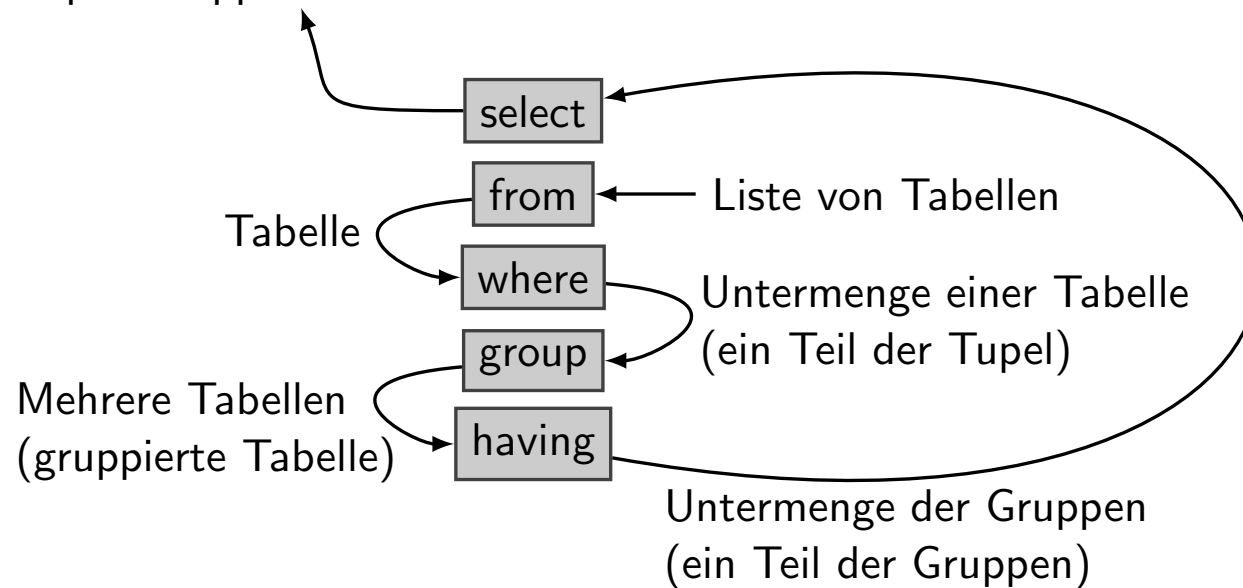 select
from
Liste von Tabellen
Tabelle
where
Untermenge einer Tabelle
(ein Teil der Tupel)
group
Mehrere Tabellen
(gruppierte Tabelle)
having
Untermenge der Gruppen
(ein Teil der Gruppen)